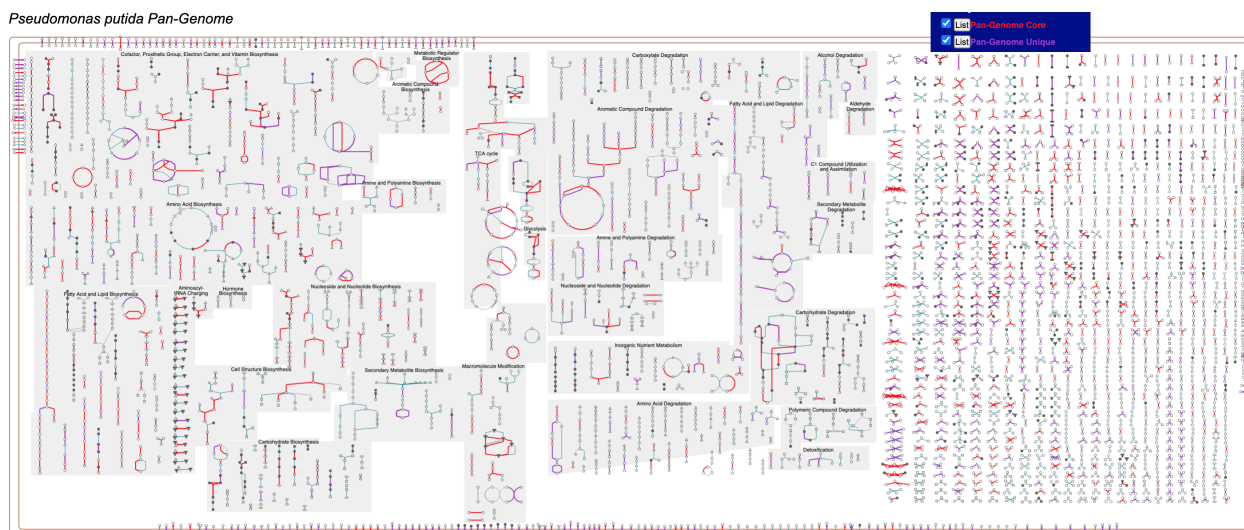 Pseudomonas putida Pan-Genome
List Pan-Genome Core
List Pan-Genome Unique
Cofactor, Prosthetic Group, Electron Carrier, and Vitamin Biosynthesis
Metabolic Regulator
Biosynthesis
Aromatic Compound
Biosynthesis
Carboxylate Degradation
Alcohol Degradation
Aromatic Compound Degradation
Fatty Acid and Lipid Degradation
Aldehyde
Degradation
TCA cycle
C1 Compound Utilization
and Assimilation
Amine and Polyamine Biosynthesis
Amino Acid Biosynthesis
Secondary Metabolite
Degradation
Glycolysis
Amine and Polyamine Degradation
Fatty Acid and Lipid Biosynthesis
Aminoacyl-
tRNA Charging
Hormone
Biosynthesis
Nucleoside and Nucleotide Biosynthesis
Nucleoside and Nucleotide Degradation
Carbohydrate Degradation
Inorganic Nutrient Metabolism
Cell Structure Biosynthesis
Secondary Metabolite Biosynthesis
Macromolecule Modification
Amino Acid Degradation
Polymeric Compound Degradation
Carbohydrate Biosynthesis
Detoxification